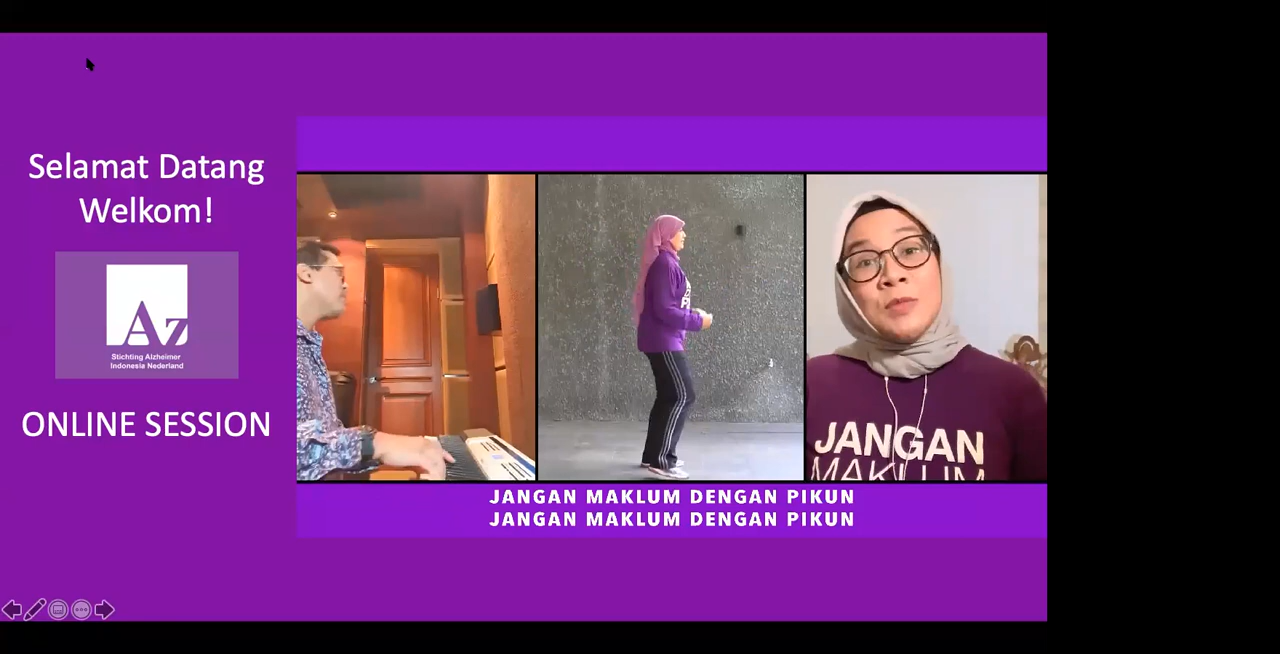 Selamat Datang
Welkom!
Az
Stichting Alzheimer
Indonesia Nederland
ONLINE SESSION
JANGAN
MAKLUM
JANGAN MAKLUM DENGAN PIKUN
JANGAN MAKLUM DENGAN PIKUN